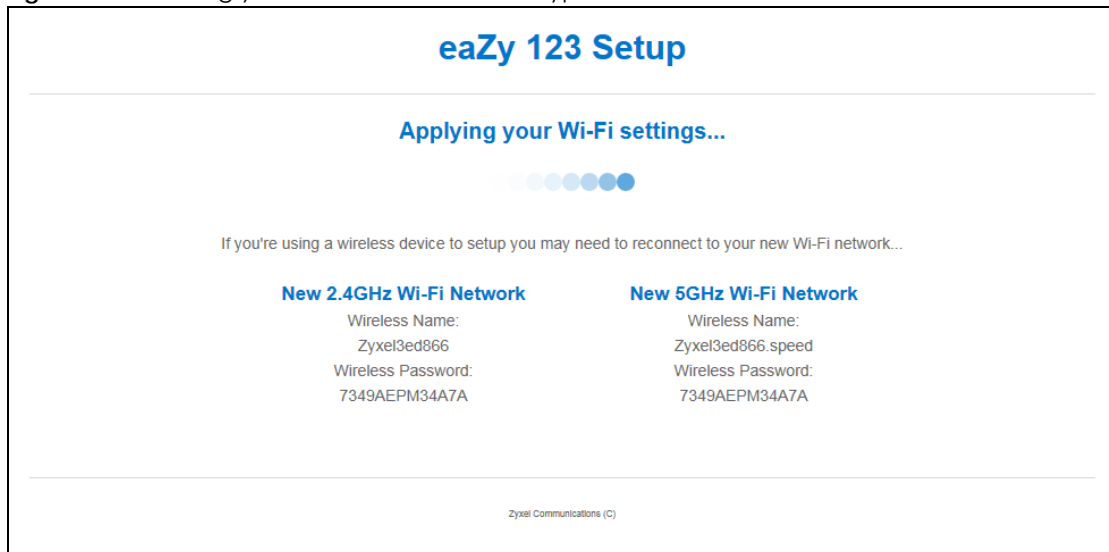 eaZy 123 Setup
Applying your Wi-Fi settings...
If you're using a wireless device to setup you may need to reconnect to your new Wi-Fi network...
New 2.4GHz Wi-Fi Network
Wireless Name:
Zyxel3ed866
Wireless Password:
7349AEPM34A7A
New 5GHz Wi-Fi Network
Wireless Name:
Zyxel3ed866.speed
Wireless Password:
7349AEPM34A7A
Zyxel Communications (C)